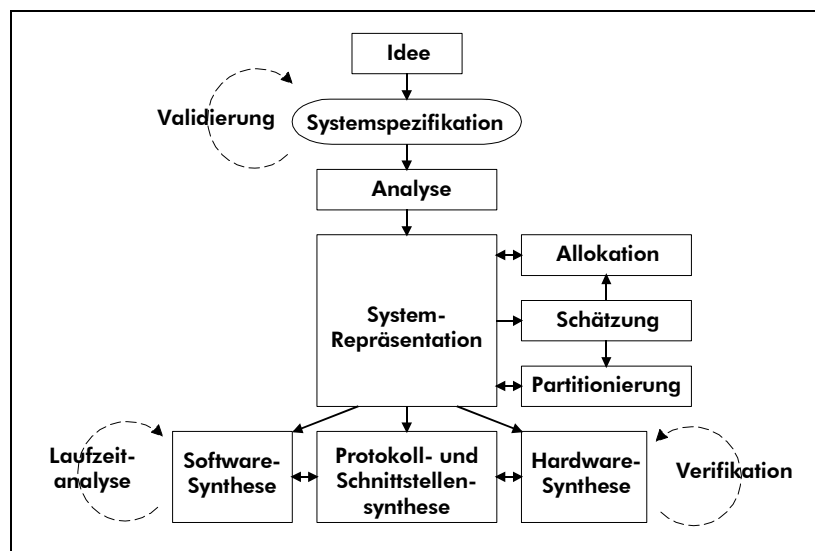 Idee
Validierung
Systemspezifikation
Analyse
Allokation
System-
Repräsentation
Schätzung
Partitionierung
Laufzeit-
analyse
Software-
Synthese
Protokoll- und
Schnittstellen-
synthese
Hardware-
Synthese
Verifikation